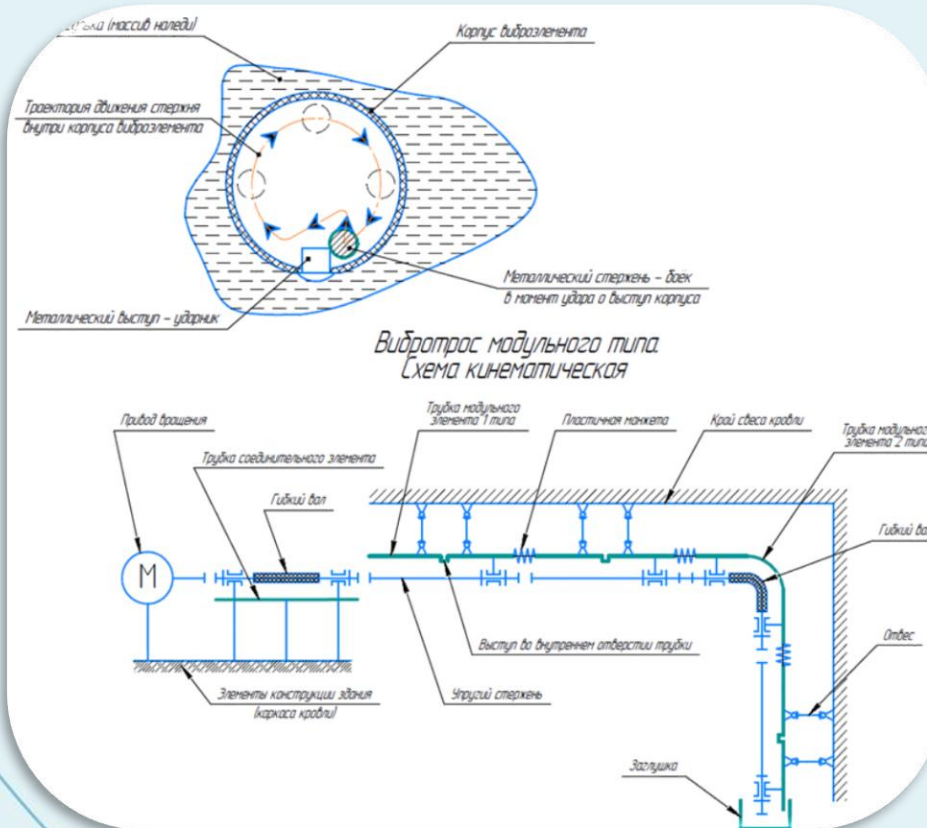 (массив наледи)
Корпус виброэлемента
Траектория движения стержня
внутри корпуса виброэлемента
Металлический стержень - боёк
в момент удара о выступ корпуса
Металлический выступ - ударник
Вибротрос модульного типа.
Схема кинематическая
Привод вращения
Трубка модульного
элемента 1 типа
Пластичная манжета
Край свеса кровли
Трубка модульного
элемента 2 типа
Трубка соединительного элемента
Гибкий вал
Гибкий вал
М
Выступ во внутреннем отверстии трубки
Отвес
Элементы конструкции здания
(каркаса кровли)
Упругий стержень
Заглушка